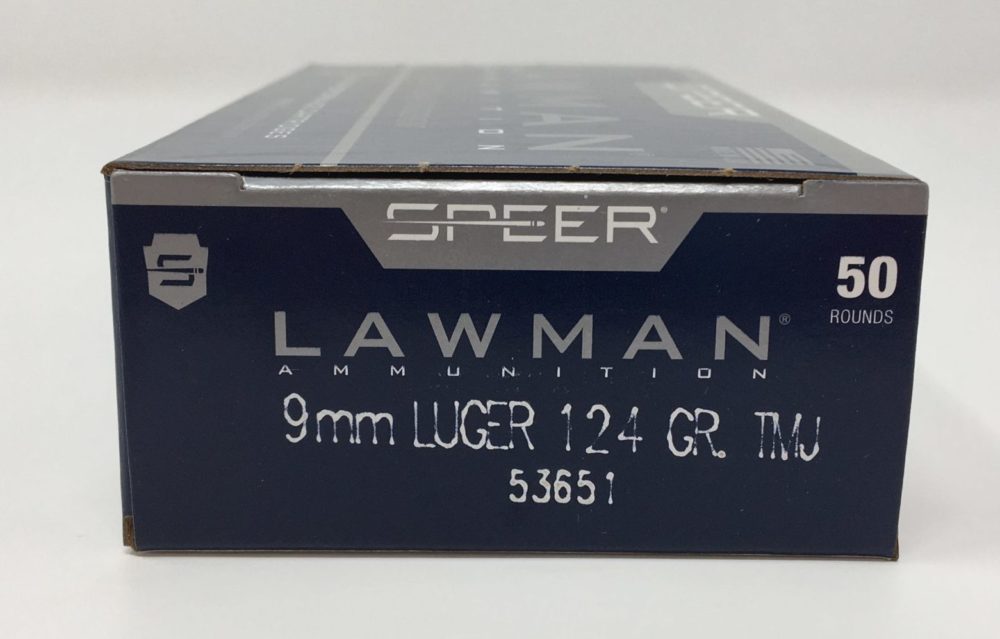 SPEER®
LAWMAN®
AMMUNITION
9mm LUGER 124 GR. TMJ
53651
50
ROUNDS